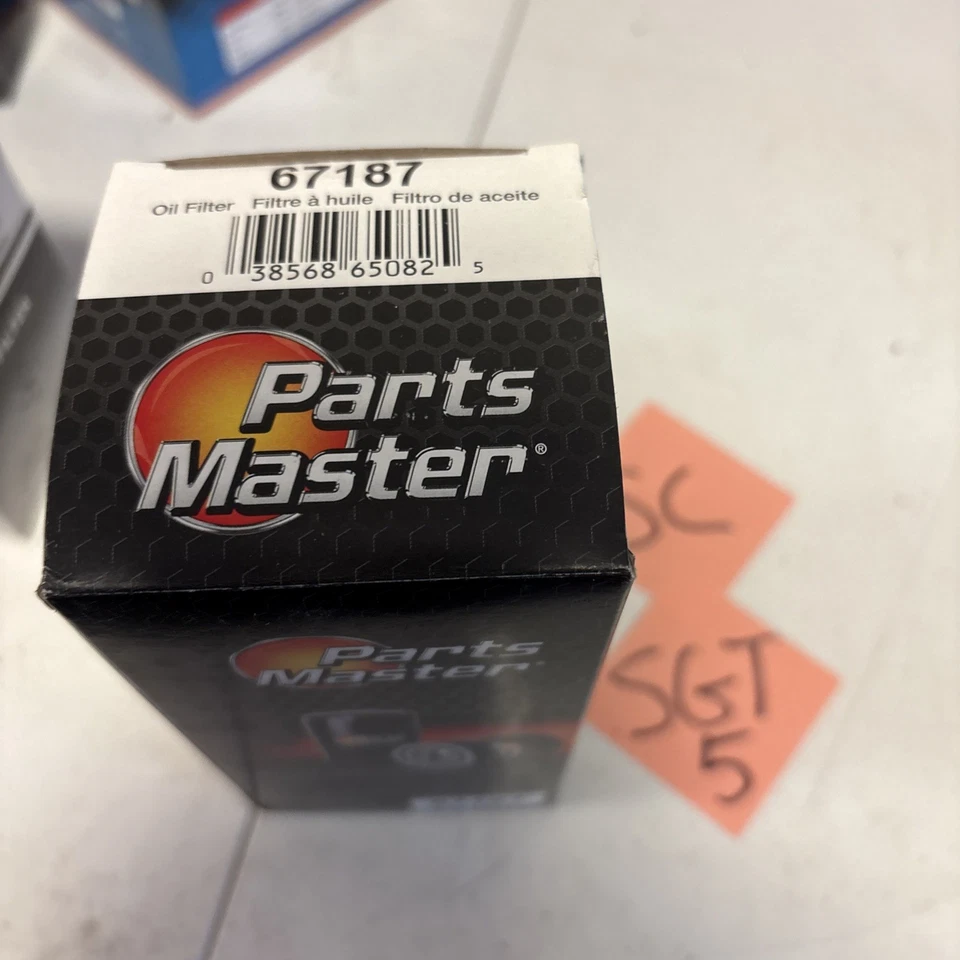 67187
Oil Filter Filtre à huile Filtro de aceite
0 38568 65082 5
Parts
Master®
Parts
Master
SC
SGT
5